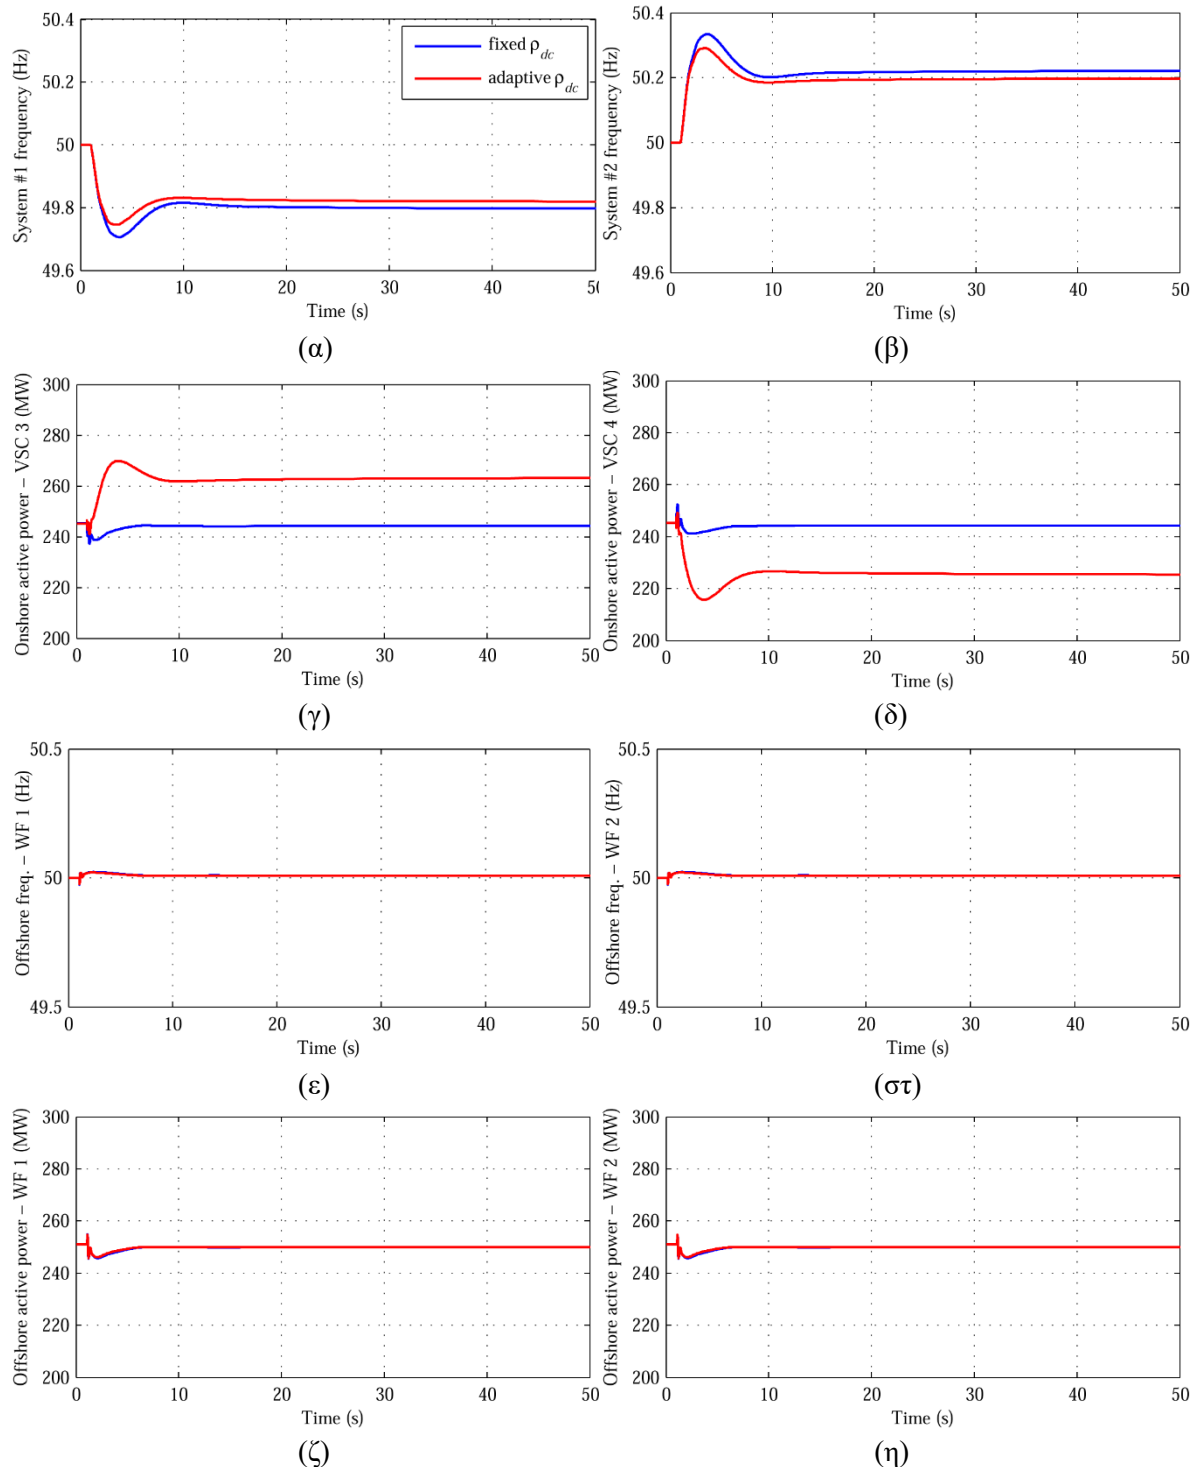 System #1 frequency (Hz)
50.4
50.2
50
49.8
49.6
fixed ρdc
adaptive ρdc
0 10 20 30 40 50
Time (s)
(α)
System #2 frequency (Hz)
50.4
50.2
50
49.8
49.6
0 10 20 30 40 50
Time (s)
(β)
Onshore active power – VSC 3 (MW)
300
280
260
240
220
200
0 10 20 30 40 50
Time (s)
(γ)
Onshore active power – VSC 4 (MW)
300
280
260
240
220
200
0 10 20 30 40 50
Time (s)
(δ)
Offshore freq. – WF 1 (Hz)
50.5
50
49.5
0 10 20 30 40 50
Time (s)
(ε)
Offshore freq. – WF 2 (Hz)
50.5
50
49.5
0 10 20 30 40 50
Time (s)
(στ)
Offshore active power – WF 1 (MW)
300
280
260
240
220
200
0 10 20 30 40 50
Time (s)
(ζ)
Offshore active power – WF 2 (MW)
300
280
260
240
220
200
0 10 20 30 40 50
Time (s)
(η)